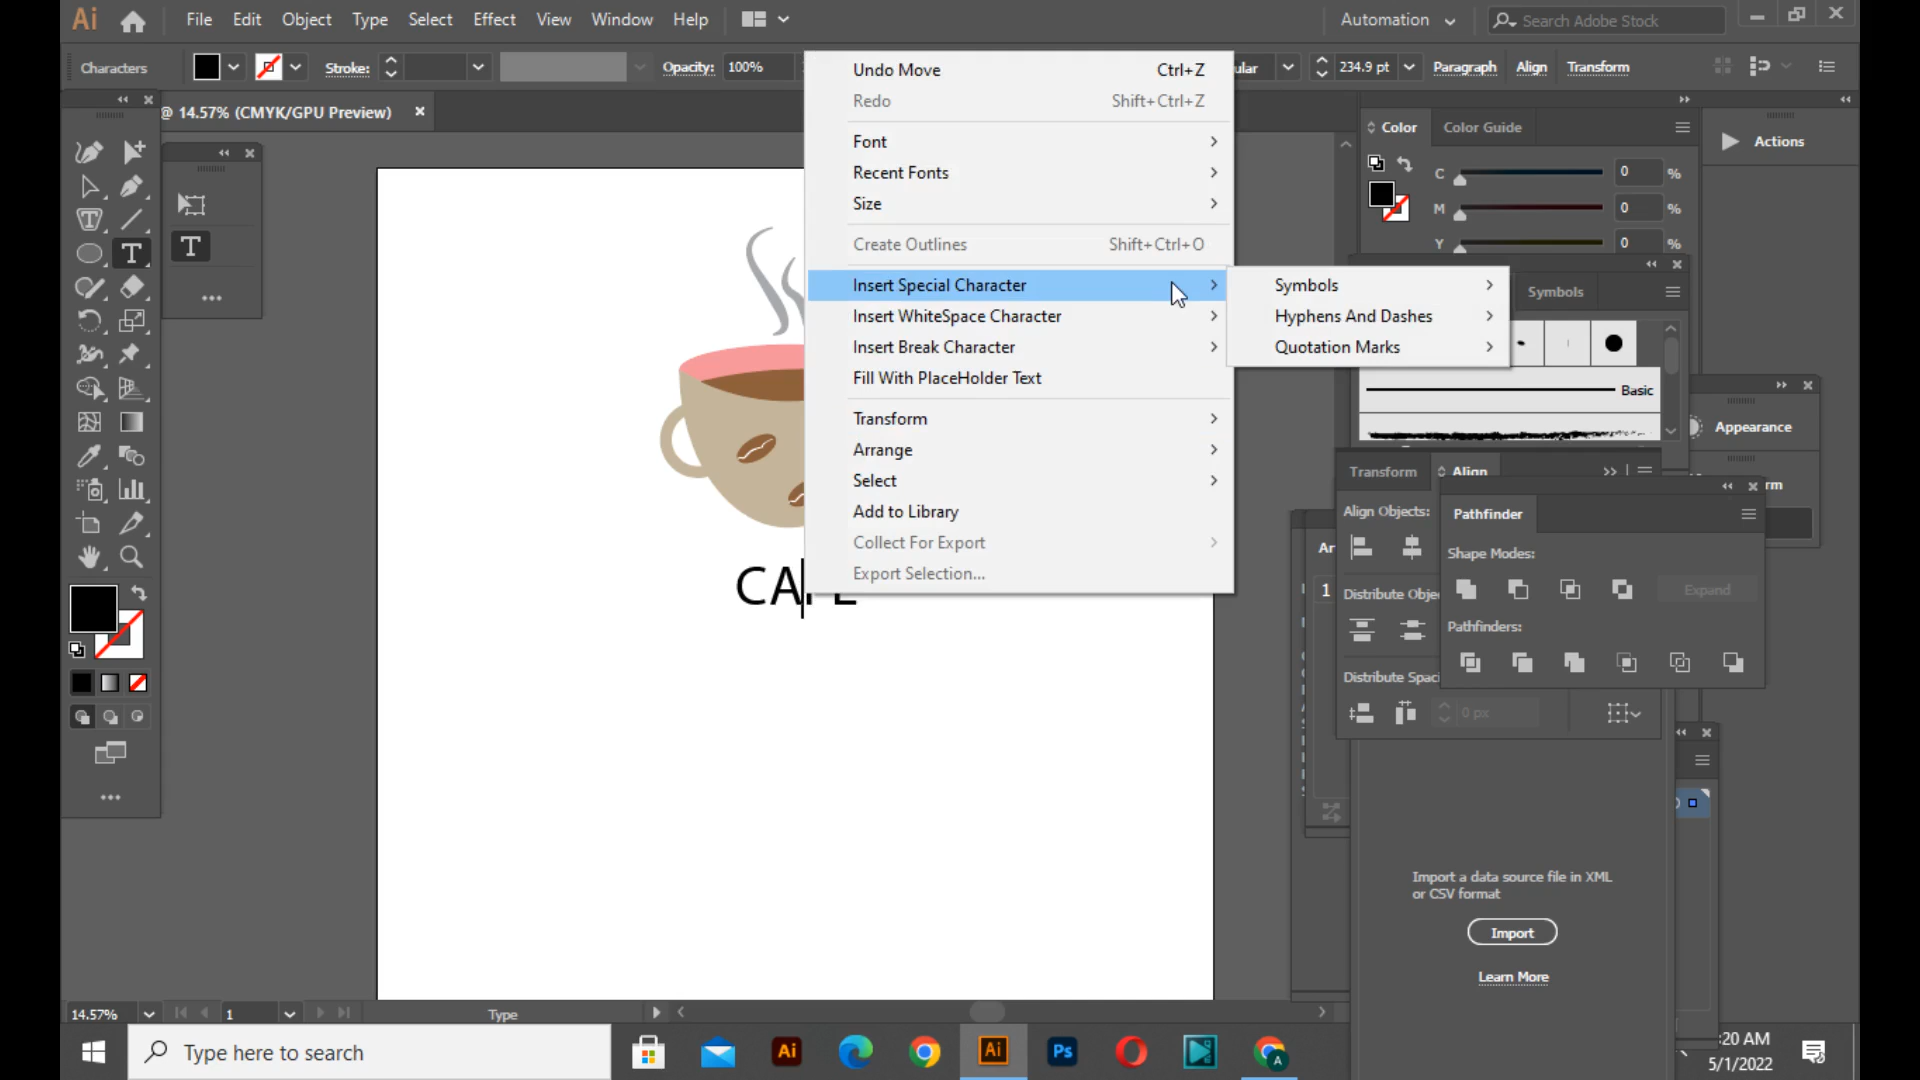 Ai File Edit Object Type Select Effect View Window Help Automation Search Adobe Stock
Characters Stroke: Opacity: 100% ular 234.9 pt Paragraph Align Transform
@ 14.57% (CMYK/GPU Preview)
Undo Move Ctrl+Z
Redo Shift+Ctrl+Z
Font
Recent Fonts
Size
Create Outlines Shift+Ctrl+O
Insert Special Character
Insert WhiteSpace Character
Insert Break Character
Fill With PlaceHolder Text
Transform
Arrange
Select
Add to Library
Collect For Export
Export Selection...
Symbols
Hyphens And Dashes
Quotation Marks
Color Color Guide
C 0 %
M 0 %
Y 0 %
Actions
Symbols
Basic
Appearance
Transform Align
rm
Align Objects:
Pathfinder
Shape Modes:
Expand
Ar
1
Distribute Obje
Pathfinders:
Distribute Spaci
0 px
CAFE
Import a data source file in XML
or CSV format
Import
Learn More
14.57% 1 Type
Type here to search
Ai Ai Ps A
:20 AM
5/1/2022